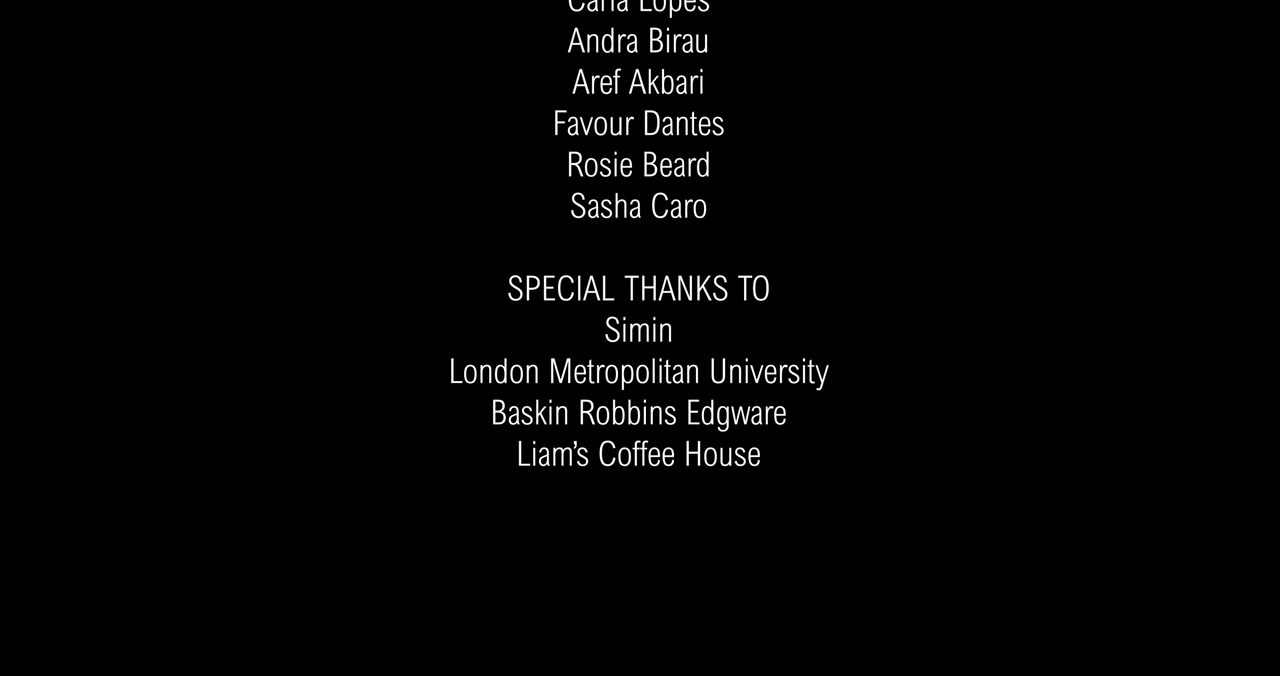 Lopes
Andra Birau
Aref Akbari
Favour Dantes
Rosie Beard
Sasha Caro
SPECIAL THANKS TO
Simin
London Metropolitan University
Baskin Robbins Edgware
Liam’s Coffee House